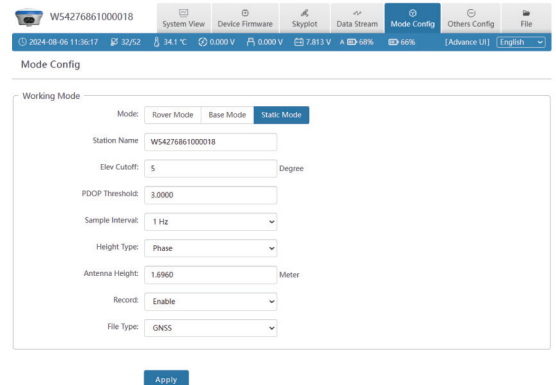 WS4276861000018
System View
Device Firmware
Skyplot
Data Stream
Mode Config
Others Config
File
2024-08-06 11:36:17 32/52 34.1 ℃ 0.000 V 0.000 V 7.813 V A 68% 66% [Advance UI] English
Mode Config
Working Mode
Mode: Rover Mode Base Mode Static Mode
Station Name WS4276861000018
Elev Cutoff: 5 Degree
PDOP Threshold: 3.0000
Sample Interval: 1 Hz
Height Type: Phase
Antenna Height: 1.6960 Meter
Record: Enable
File Type: GNSS
Apply